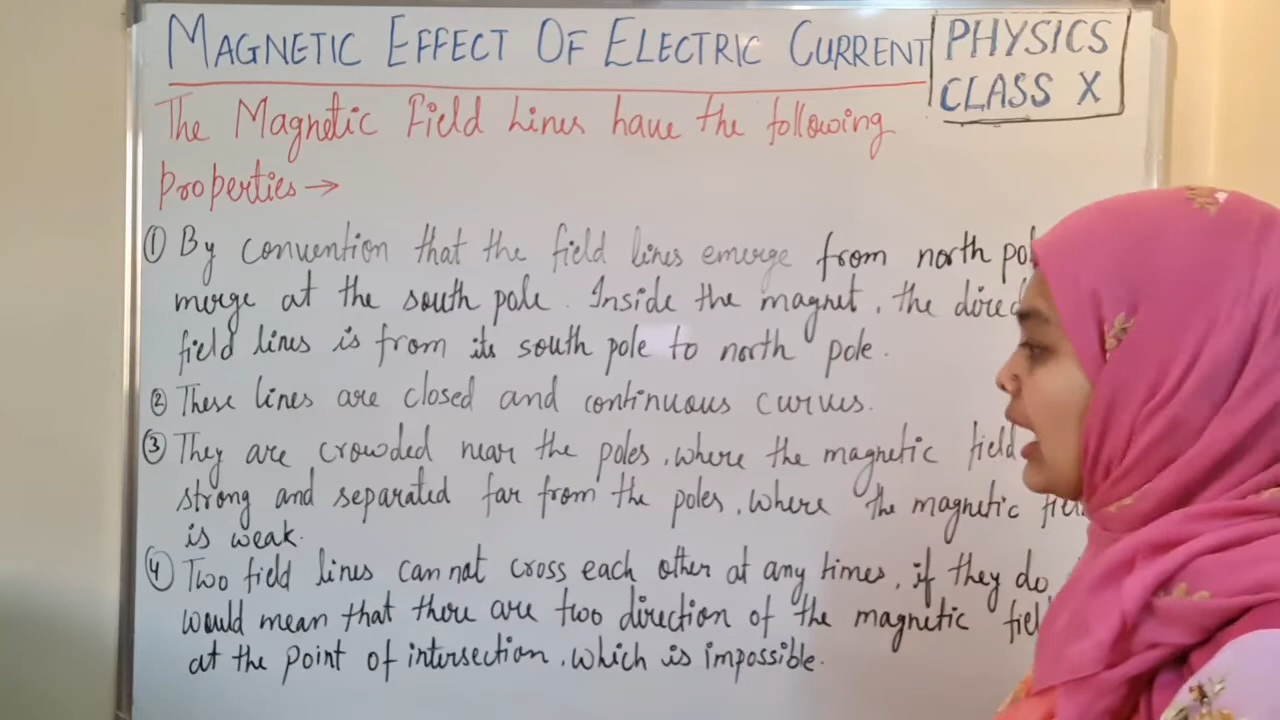 MAGNETIC EFFECT OF ELECTRIC CURRENT
PHYSICS
CLASS X
The Magnetic Field Lines have the following
properties →
① By convention that the field lines emerge from north
merge at the south pole. Inside the magnet, the
field lines is from its south pole to north pole.
② These lines are closed and continuous curves.
③ They are crowded near the poles, where the magnetic field
strong and separated far from the poles, where the magnetic
is weak.
④ Two field lines cannot cross each other at any times, if they do,
would mean that there are two direction of the magnetic
at the point of intersection, which is impossible.